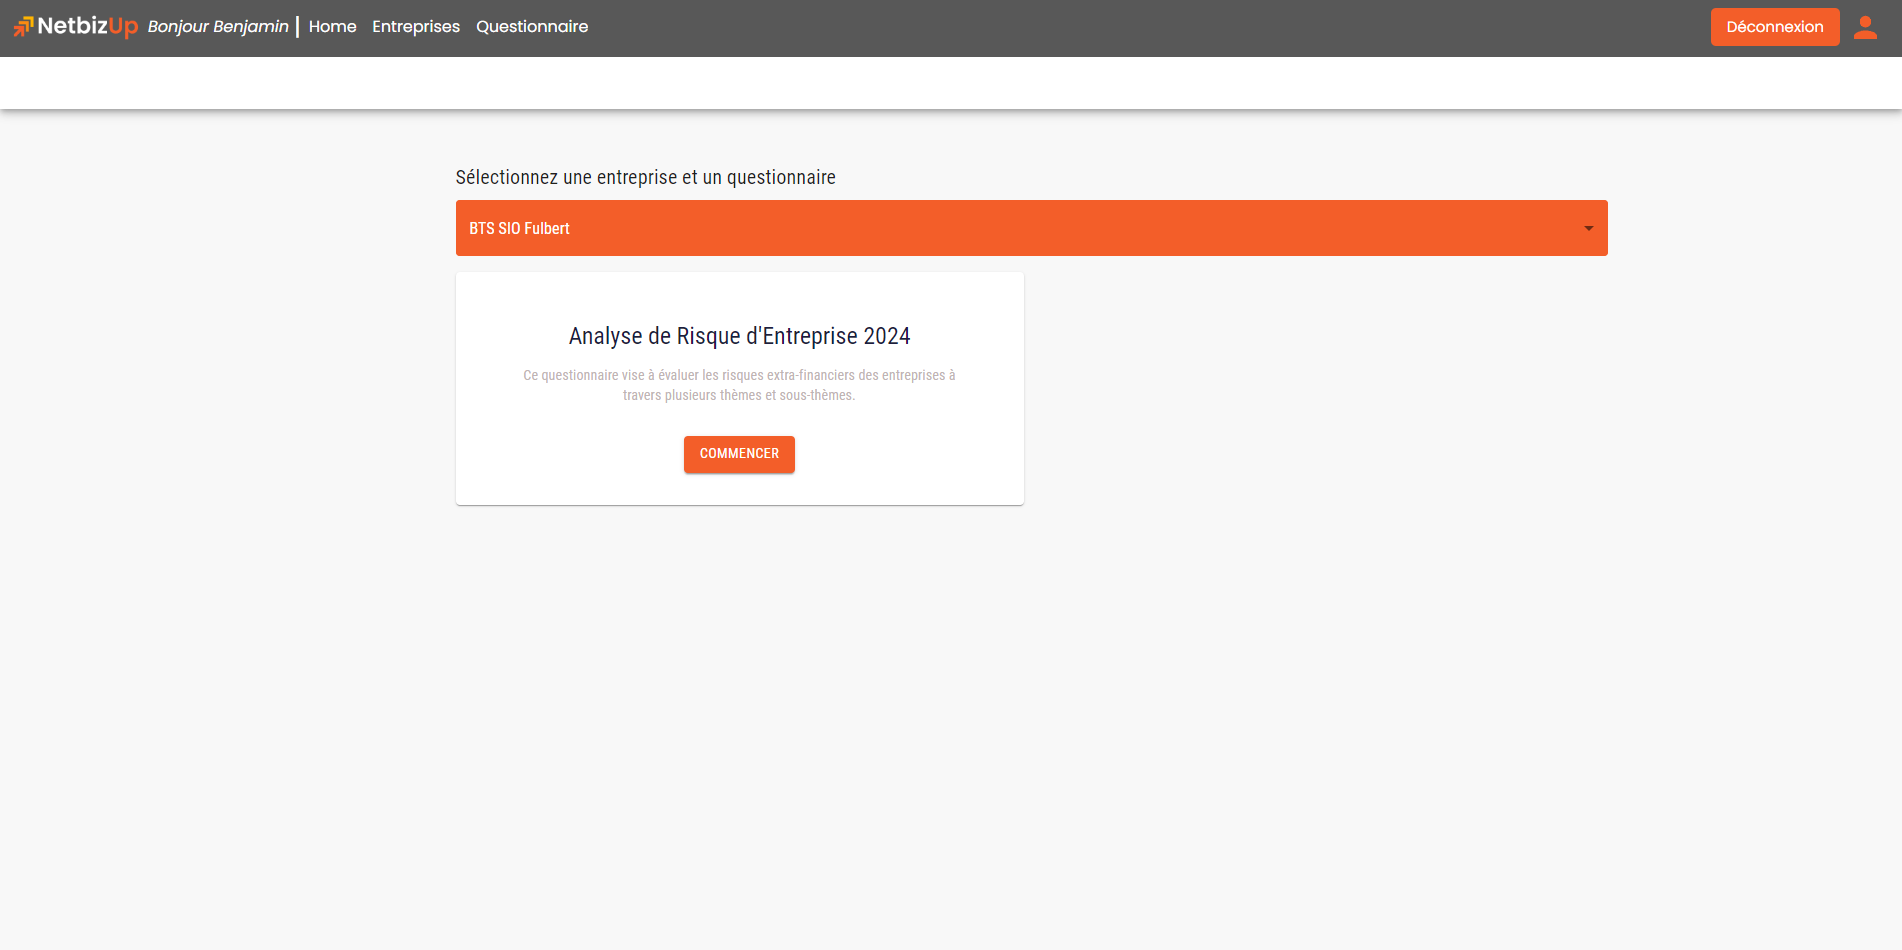 NetbizUp Bonjour Benjamin | Home Entreprises Questionnaire Déconnexion
Sélectionnez une entreprise et un questionnaire
BTS SIO Fulbert
Analyse de Risque d'Entreprise 2024
Ce questionnaire vise à évaluer les risques extra-financiers des entreprises à
travers plusieurs thèmes et sous-thèmes.
COMMENCER